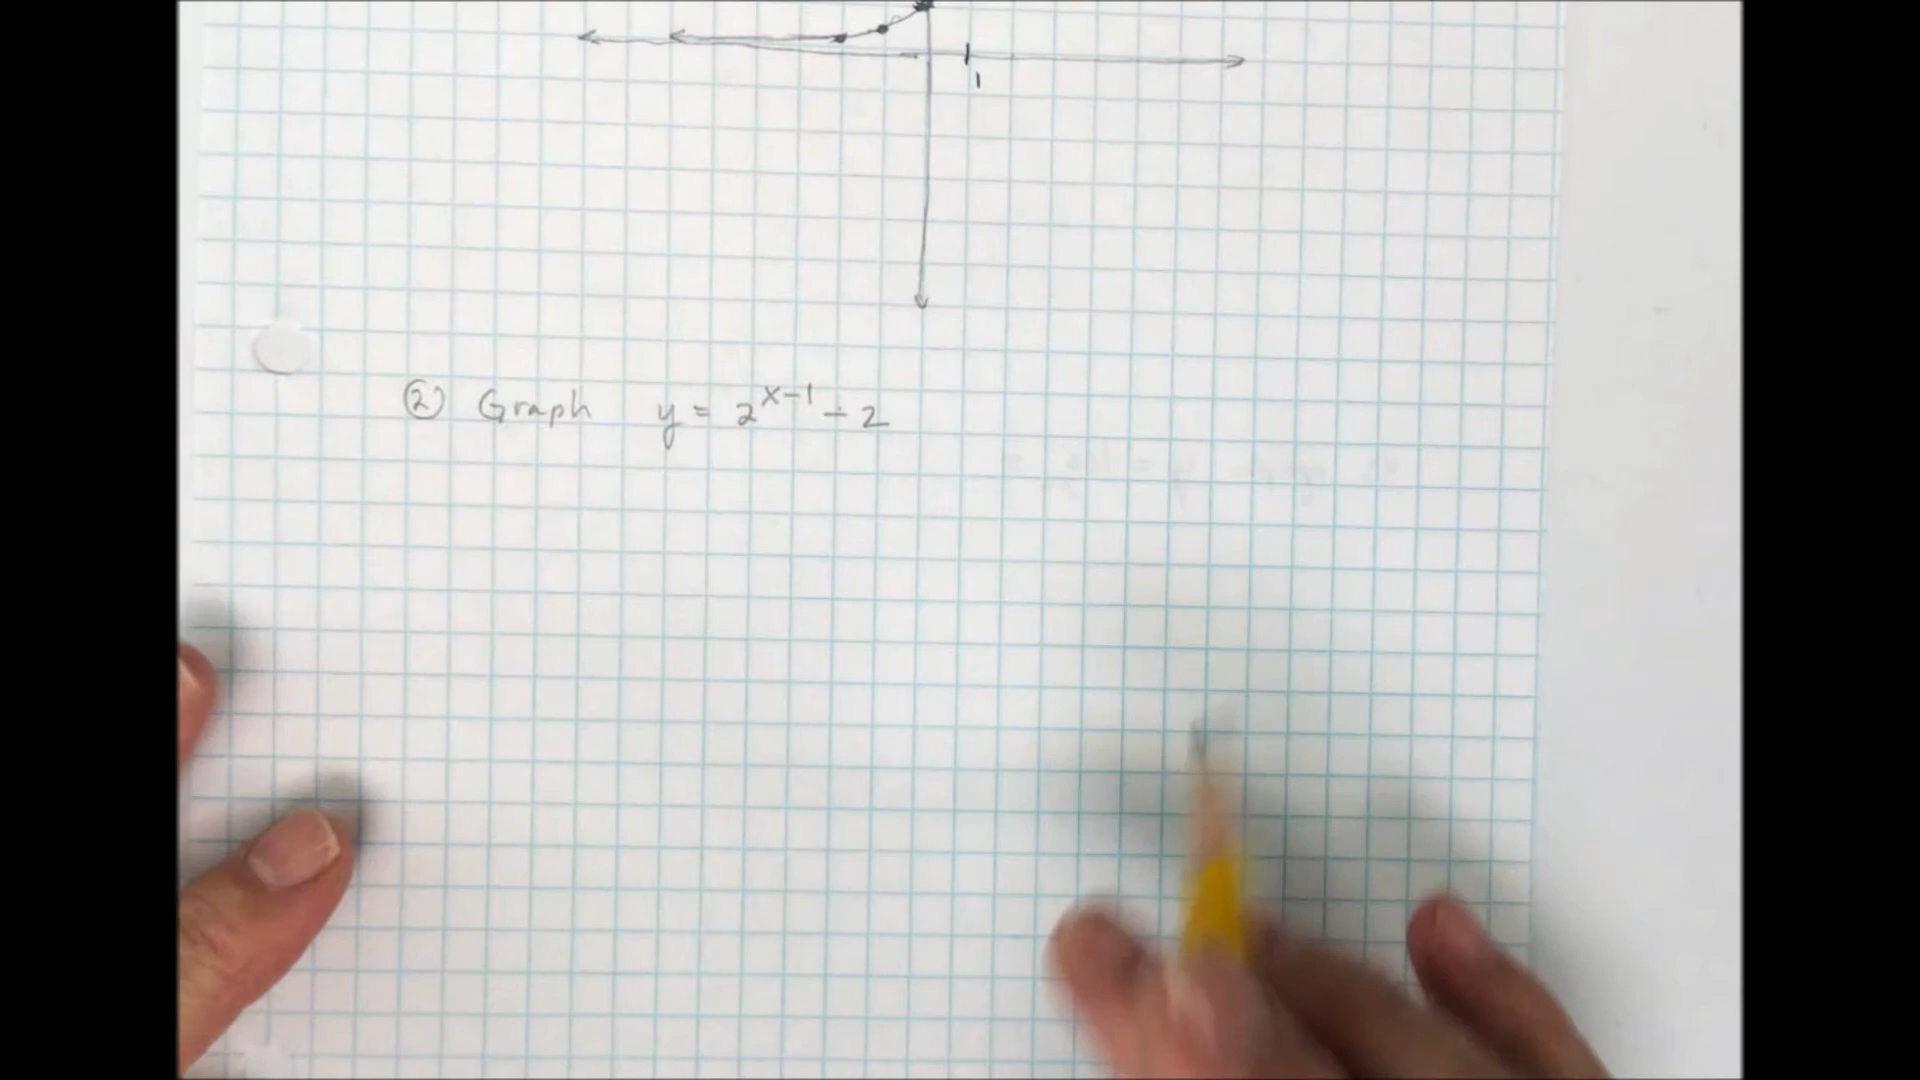 1
② Graph y = 2^{x-1} - 2